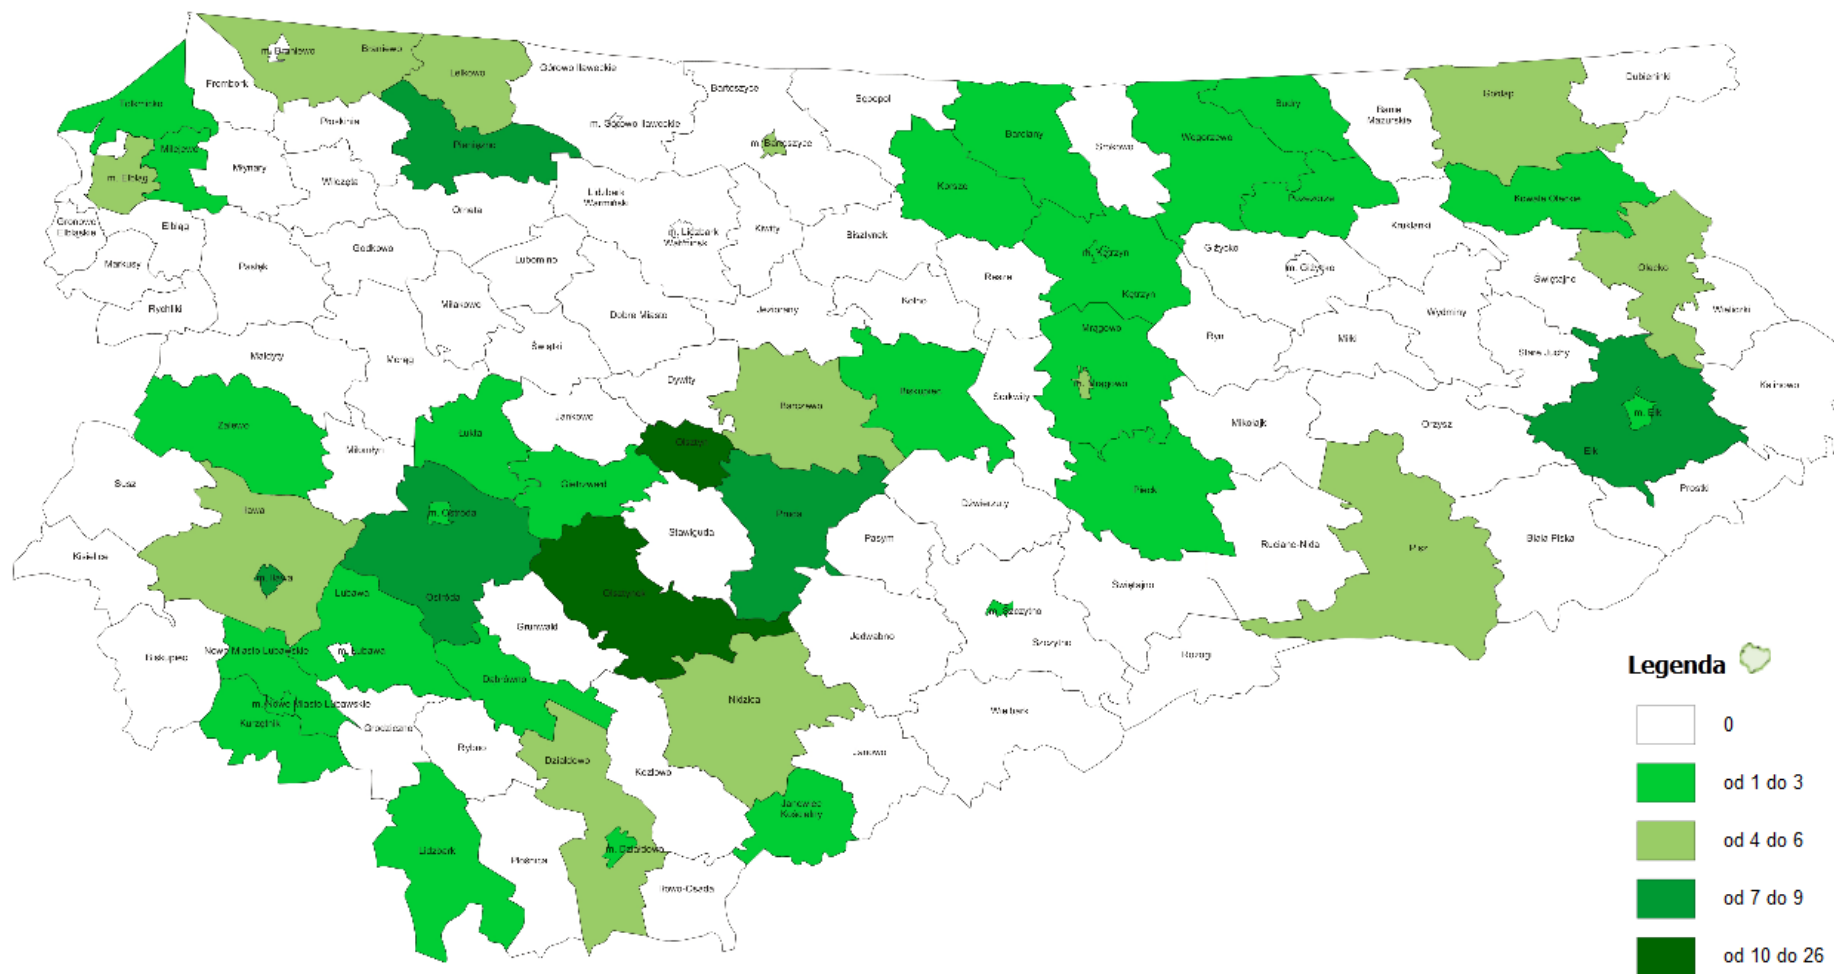 m. Braniewo
Braniewo
Lelkowo
Górowo Iławeckie
Bartoszyce
Sępopol
Gołdap
Dubeninki
Frombork
Tolkmicko
Płoskinia
m. Górowo Iławeckie
Barciany
Srokowo
Węgorzewo
Budry
Banie
Mazurskie
Milejewo
Młynary
Pieniężno
m. Bartoszyce
m. Elbląg
Wilczęta
Lidzbark
Warmiński
Korsze
Pozezdrze
Kowale Oleckie
Gronowo
Elbląskie
Elbląg
Orneta
m. Lidzbark
Warmińsk
Kiwity
Bisztynek
Kruklanki
Markusy
Pasłęk
Godkowo
Lubomino
Reszel
m. Kętrzyn
Giżycko
m. Giżycko
Świętajno
Olecko
Rychliki
Miłakowo
Dobre Miasto
Jeziorany
Kolno
Kętrzyn
Wydminy
Wieliczki
Małdyty
Morąg
Świątki
Mrągowo
Ryn
Miłki
Stare Juchy
Dywity
Barczewo
Biskupiec
Sorkwity
m. Mrągowo
Kalinowo
Zalewo
Łukta
Jonkowo
Mikołajk
Orzysz
m. Ełk
Miłomłyn
Olsztyn
Ełk
Susz
Gietrzwałd
Piecki
Prostki
Iława
m. Ostróda
Stawiguda
Purda
Dźwierzuty
Pasym
Ruciane-Nida
Pisz
Biała Piska
Kisielice
m. Iława
Lubawa
Ostróda
Olsztynek
Świętajno
Grunwald
Jedwabno
m. Szczytno
Szczytno
Rozogi
Biskupiec
Nowe Miasto Lubawskie
m. Lubawa
Dąbrówno
Nidzica
Wielbark
m. Nowe Miasto Lubawskie
Kurzętnik
Grodziczno
Rybno
Działdowo
Kozłowo
Janowo
Janowiec
Kościelny
Lidzbark
Płośnica
m. Działdowo
Iłowo-Osada
Legenda
0
od 1 do 3
od 4 do 6
od 7 do 9
od 10 do 26